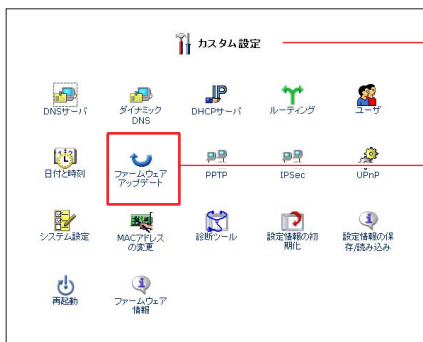 カスタム設定
DNSサーバ
ダイナミック
DNS
DHCPサーバ
ルーティング
ユーザ
日付と時刻
ファームウェア
アップデート
PPTP
IPSec
UPnP
システム設定
MACアドレス
の変更
診断ツール
設定情報の初
期化
設定情報の保
存/読み込み
再起動
ファームウェア
情報